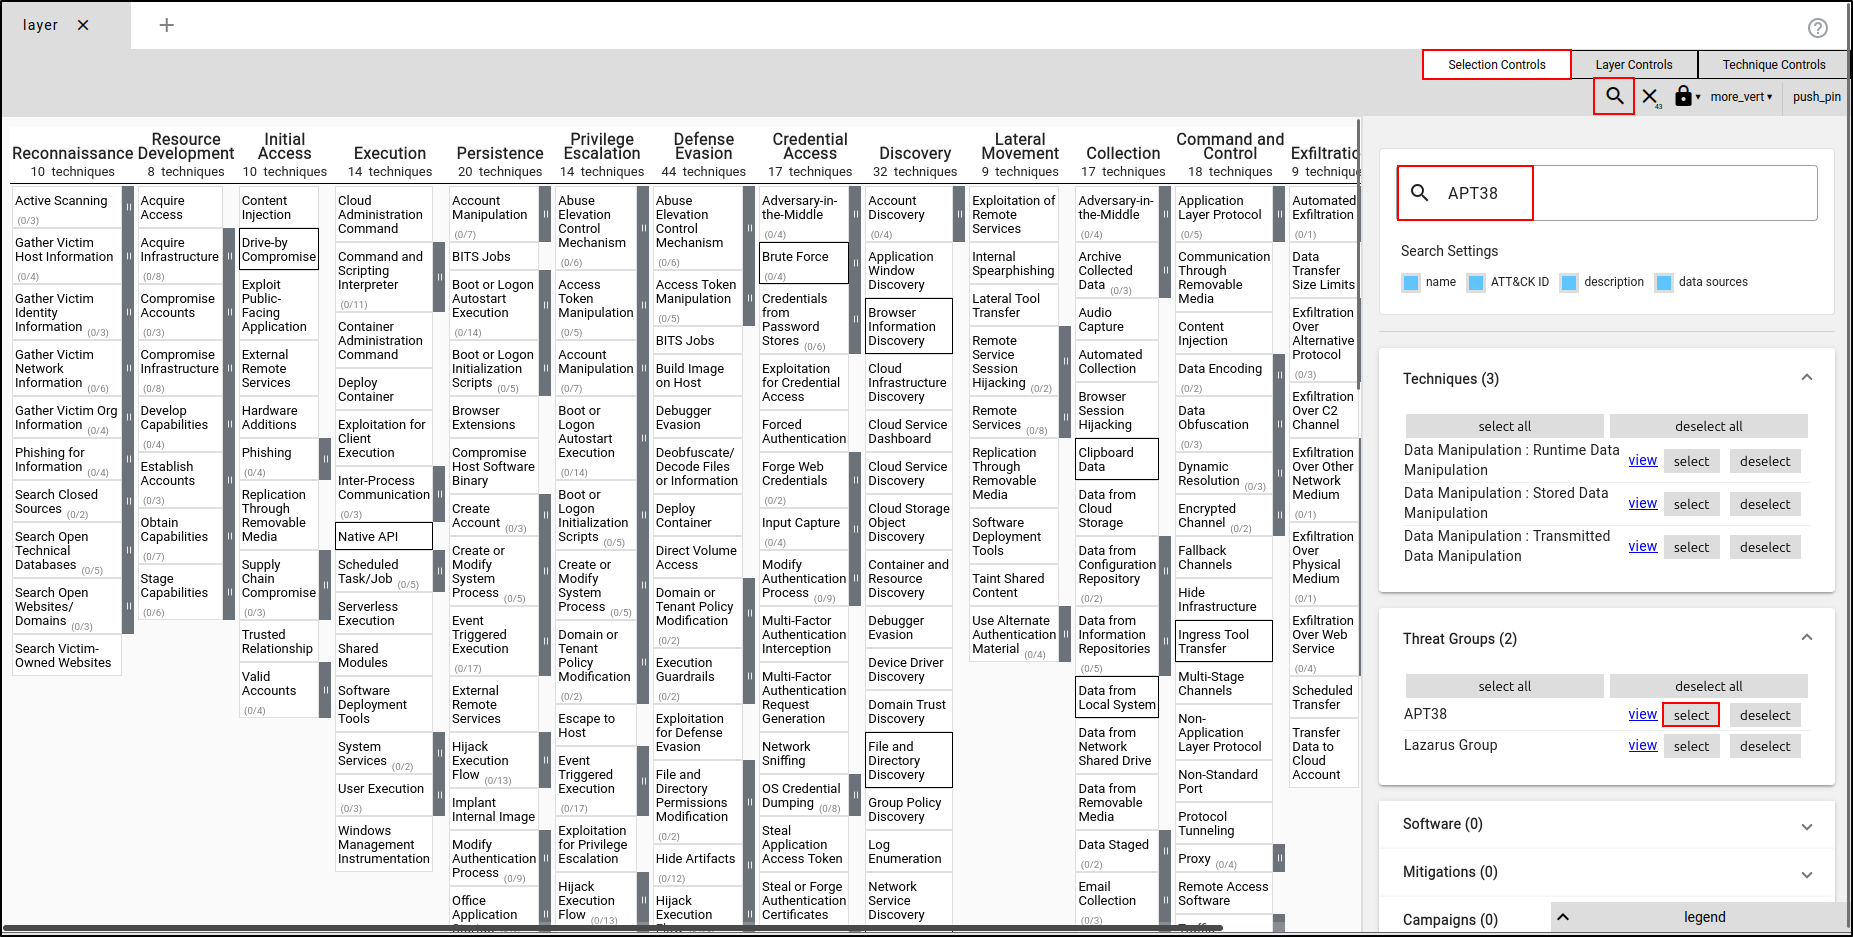 layer
Selection Controls
Layer Controls
Technique Controls
43
more_vert
push_pin
Reconnaissance
10 techniques
Active Scanning
(0/3)
Gather Victim
Host Information
(0/4)
Gather Victim
Identity
Information (0/3)
Gather Victim
Network
Information (0/6)
Gather Victim Org
Information (0/4)
Phishing for
Information (0/4)
Search Closed
Sources (0/2)
Search Open
Technical
Databases (0/5)
Search Open
Websites/
Domains (0/3)
Search Victim-
Owned Websites
Resource
Development
8 techniques
Acquire
Access
Acquire
Infrastructure
(0/8)
Compromise
Accounts
(0/3)
Compromise
Infrastructure
(0/8)
Develop
Capabilities
(0/4)
Establish
Accounts
(0/3)
Obtain
Capabilities
(0/7)
Stage
Capabilities
(0/6)
Initial
Access
10 techniques
Content
Injection
Drive-by
Compromise
Exploit
Public-
Facing
Application
External
Remote
Services
Hardware
Additions
Phishing
(0/4)
Replication
Through
Removable
Media
Supply
Chain
Compromise
(0/3)
Trusted
Relationship
Valid
Accounts
(0/4)
Execution
14 techniques
Cloud
Administration
Command
Command and
Scripting
Interpreter
(0/11)
Container
Administration
Command
Deploy
Container
Exploitation for
Client
Execution
Inter-Process
Communication
(0/3)
Native API
Scheduled
Task/Job (0/5)
Serverless
Execution
Shared
Modules
Software
Deployment
Tools
System
Services (0/2)
User Execution
(0/3)
Windows
Management
Instrumentation
Persistence
20 techniques
Account
Manipulation
(0/7)
BITS Jobs
Boot or Logon
Autostart
Execution
(0/14)
Boot or Logon
Initialization
Scripts (0/5)
Browser
Extensions
Compromise
Host Software
Binary
Create
Account (0/3)
Create or
Modify
System
Process (0/5)
Event
Triggered
Execution
(0/17)
External
Remote
Services
Hijack
Execution
Flow (0/13)
Implant
Internal Image
Modify
Authentication
Process (0/9)
Office
Application
Privilege
Escalation
14 techniques
Abuse
Elevation
Control
Mechanism
(0/6)
Access
Token
Manipulation
(0/5)
Account
Manipulation
(0/7)
Boot or
Logon
Autostart
Execution
(0/14)
Boot or
Logon
Initialization
Scripts (0/5)
Create or
Modify
System
Process (0/5)
Domain or
Tenant
Policy
Modification
(0/2)
Escape to
Host
Event
Triggered
Execution
(0/17)
Exploitation
for Privilege
Escalation
Hijack
Execution
Flow (0/13)
Defense
Evasion
44 techniques
Abuse
Elevation
Control
Mechanism
(0/6)
Access Token
Manipulation
(0/5)
BITS Jobs
Build Image
on Host
Debugger
Evasion
Deobfuscate/
Decode Files
or Information
Deploy
Container
Direct Volume
Access
Domain or
Tenant Policy
Modification
(0/2)
Execution
Guardrails
(0/2)
Exploitation
for Defense
Evasion
File and
Directory
Permissions
Modification
(0/2)
Hide Artifacts
(0/12)
Hijack
Execution
Credential
Access
17 techniques
Adversary-in-
the-Middle
(0/4)
Brute Force
(0/4)
Credentials
from
Password
Stores (0/6)
Exploitation
for Credential
Access
Forced
Authentication
Forge Web
Credentials
(0/2)
Input Capture
(0/4)
Modify
Authentication
Process (0/9)
Multi-Factor
Authentication
Interception
Multi-Factor
Authentication
Request
Generation
Network
Sniffing
OS Credential
Dumping (0/8)
Steal
Application
Access Token
Steal or Forge
Authentication
Certificates
Discovery
32 techniques
Account
Discovery
(0/4)
Application
Window
Discovery
Browser
Information
Discovery
Cloud
Infrastructure
Discovery
Cloud Service
Dashboard
Cloud Service
Discovery
Cloud Storage
Object
Discovery
Container and
Resource
Discovery
Debugger
Evasion
Device Driver
Discovery
Domain Trust
Discovery
File and
Directory
Discovery
Group Policy
Discovery
Log
Enumeration
Network
Service
Discovery
Lateral
Movement
9 techniques
Exploitation of
Remote
Services
Internal
Spearphishing
Lateral Tool
Transfer
Remote
Service
Session
Hijacking (0/2)
Remote
Services (0/8)
Replication
Through
Removable
Media
Software
Deployment
Tools
Taint Shared
Content
Use Alternate
Authentication
Material (0/4)
Collection
17 techniques
Adversary-in-
the-Middle
(0/4)
Archive
Collected
Data (0/3)
Audio
Capture
Automated
Collection
Browser
Session
Hijacking
Clipboard
Data
Data from
Cloud
Storage
Data from
Configuration
Repository
(0/2)
Data from
Information
Repositories
(0/5)
Data from
Local System
Data from
Network
Shared Drive
Data from
Removable
Media
Data Staged
(0/2)
Email
Collection
(0/3)
Command and
Control
18 techniques
Application
Layer Protocol
(0/5)
Communication
Through
Removable
Media
Content
Injection
Data Encoding
(0/2)
Data
Obfuscation
(0/3)
Dynamic
Resolution (0/3)
Encrypted
Channel (0/2)
Fallback
Channels
Hide
Infrastructure
Ingress Tool
Transfer
Multi-Stage
Channels
Non-
Application
Layer Protocol
Non-Standard
Port
Protocol
Tunneling
Proxy (0/4)
Remote Access
Software
Exfiltratio
9 technique
Automated
Exfiltration
(0/1)
Data
Transfer
Size Limits
Exfiltration
Over
Alternative
Protocol
(0/3)
Exfiltration
Over C2
Channel
Exfiltration
Over Other
Network
Medium
(0/1)
Exfiltration
Over
Physical
Medium
(0/1)
Exfiltration
Over Web
Service
(0/4)
Scheduled
Transfer
Transfer
Data to
Cloud
Account
APT38
Search Settings
name ATT&CK ID description data sources
Techniques (3)
select all deselect all
Data Manipulation : Runtime Data
Manipulation
view select deselect
Data Manipulation : Stored Data
Manipulation
view select deselect
Data Manipulation : Transmitted
Data Manipulation
view select deselect
Threat Groups (2)
select all deselect all
APT38 view select deselect
Lazarus Group view select deselect
Software (0)
Mitigations (0)
Campaigns (0)
legend